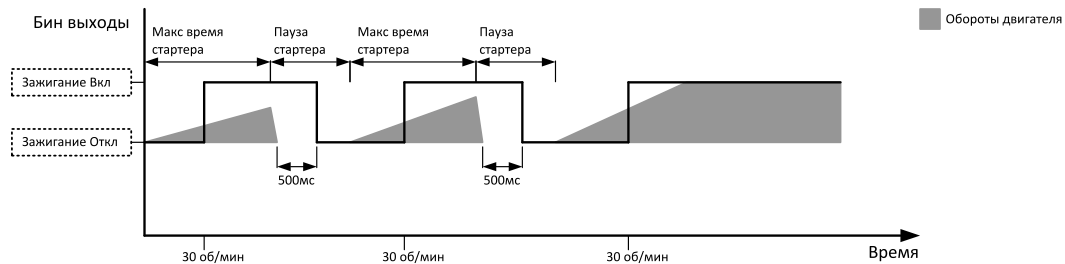 Бин выходы
Обороты двигателя
Макс время
стартера
Пауза
стартера
Макс время
стартера
Пауза
стартера
Зажигание Вкл
Зажигание Откл
500мс
500мс
30 об/мин
30 об/мин
30 об/мин
Время